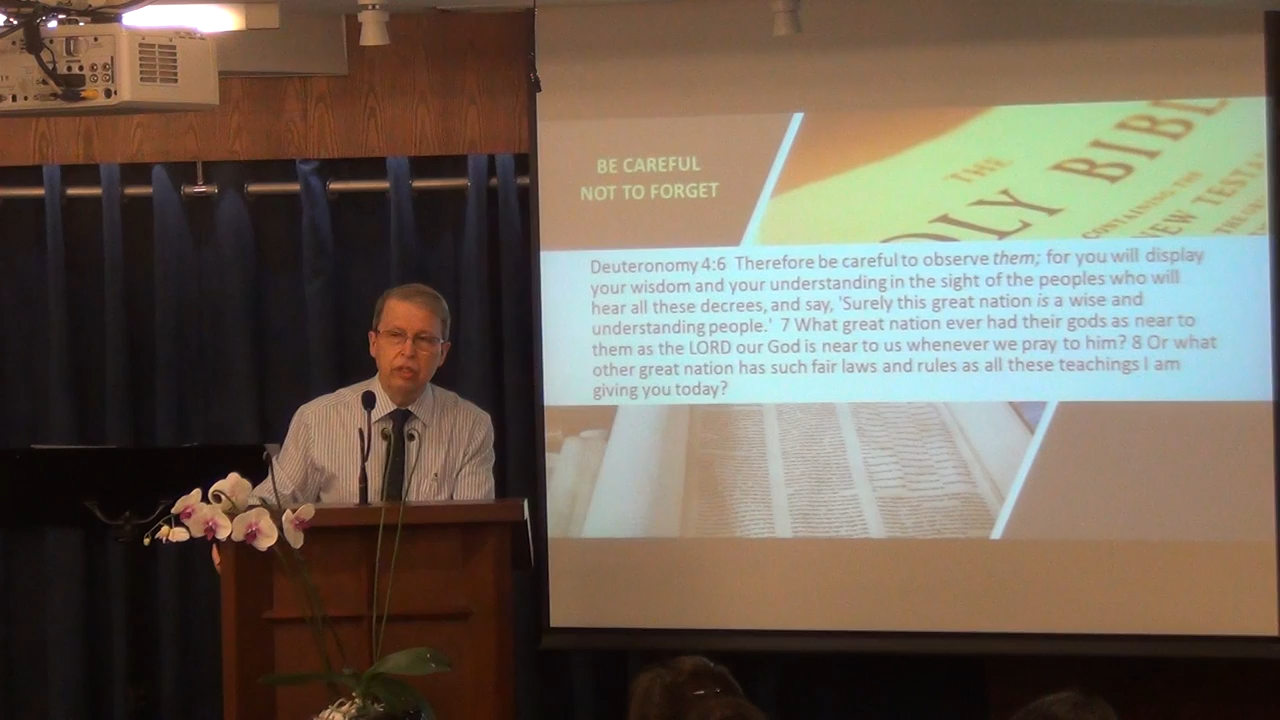 BE CAREFUL
NOT TO FORGET
THE
OLY BIBL
CONTAINING THE
NEW TESTA
Deuteronomy 4:6 Therefore be careful to observe them; for you will display
your wisdom and your understanding in the sight of the peoples who will
hear all these decrees, and say, 'Surely this great nation is a wise and
understanding people.' 7 What great nation ever had their gods as near to
them as the LORD our God is near to us whenever we pray to him? 8 Or what
other great nation has such fair laws and rules as all these teachings I am
giving you today?